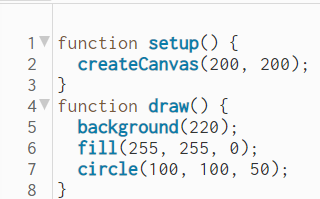 1 function setup() {
2   createCanvas(200, 200);
3 }
4 function draw() {
5   background(220);
6   fill(255, 255, 0);
7   circle(100, 100, 50);
8 }